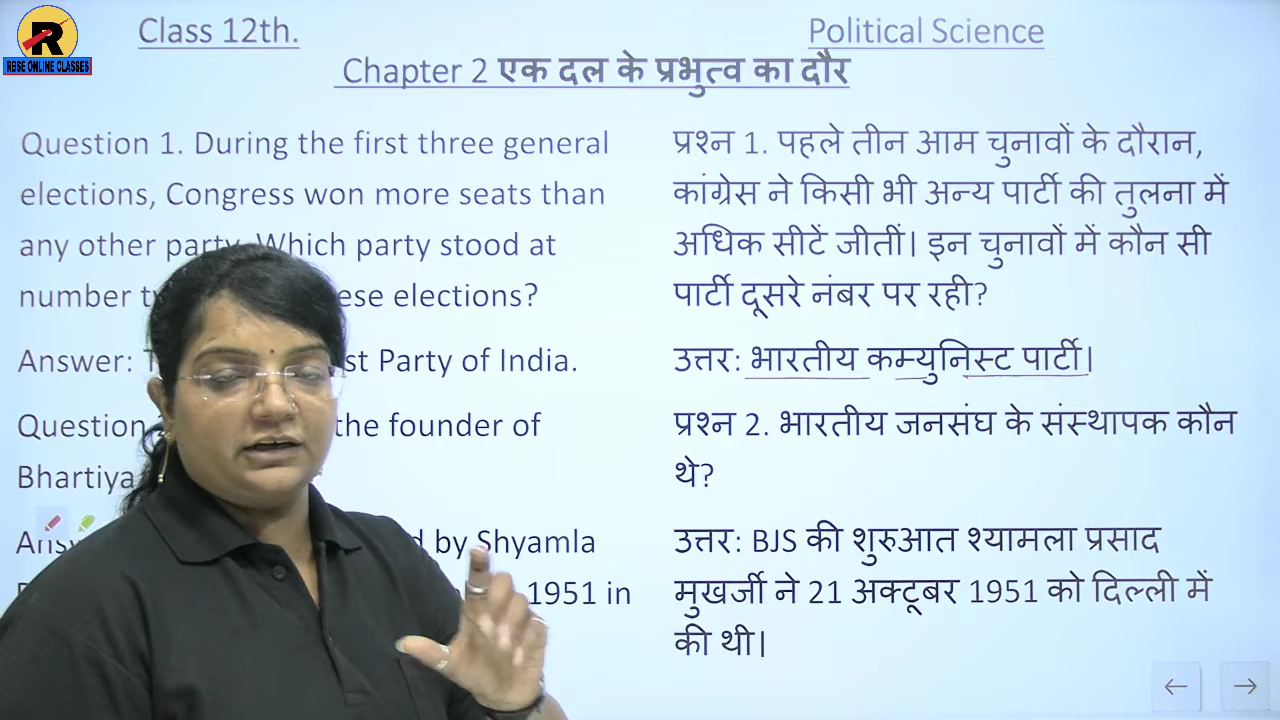 R
REISE ONLINE CLASSES
Class 12th.
Political Science
Chapter 2 एक दल के प्रभुत्व का दौर
Question 1. During the first three general
elections, Congress won more seats than
any other party. Which party stood at
number ese elections?
Answer: st Party of India.
Question the founder of
Bhartiya
by Shyamla
1951 in
प्रश्न 1. पहले तीन आम चुनावों के दौरान,
कांग्रेस ने किसी भी अन्य पार्टी की तुलना में
अधिक सीटें जीतीं। इन चुनावों में कौन सी
पार्टी दूसरे नंबर पर रही?
उत्तर: भारतीय कम्युनिस्ट पार्टी।
प्रश्न 2. भारतीय जनसंघ के संस्थापक कौन
थे?
उत्तर: BJS की शुरुआत श्यामला प्रसाद
मुखर्जी ने 21 अक्टूबर 1951 को दिल्ली में
की थी।